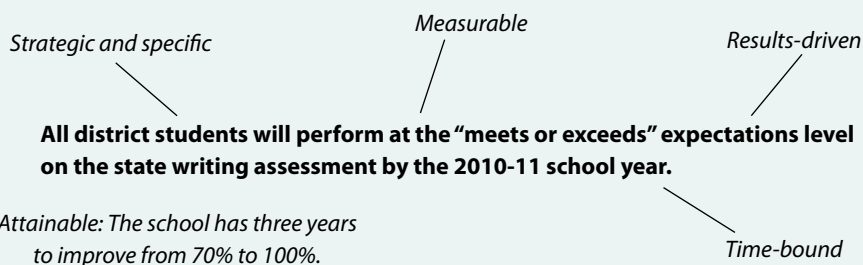 Measurable
Strategic and specific
Results-driven
All district students will perform at the “meets or exceeds” expectations level
on the state writing assessment by the 2010-11 school year.
Attainable: The school has three years
to improve from 70% to 100%.
Time-bound